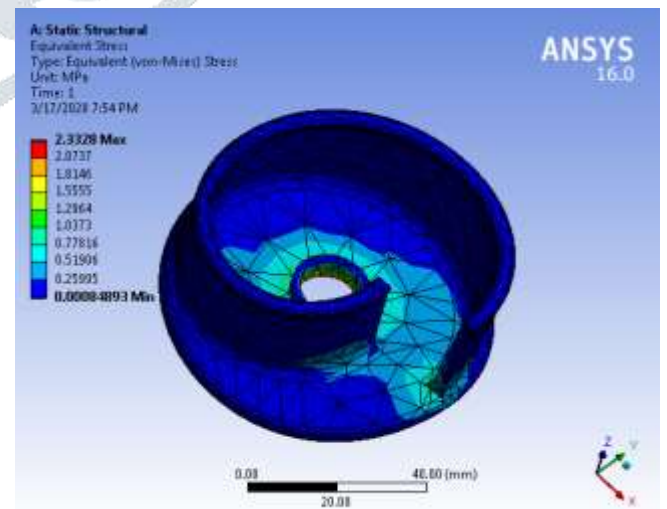 A: Static Structural
Equivalent Stress
Type: Equivalent (von-Mises) Stress
Unit: MPa
Time: 1
3/17/2020 7:54 PM
ANSYS
16.0
2.3328 Max
2.0737
1.8146
1.5555
1.2964
1.0373
0.77816
0.51906
0.25995
0.00084893 Min
0.00
40.00 (mm)
20.00
Z
Y
X